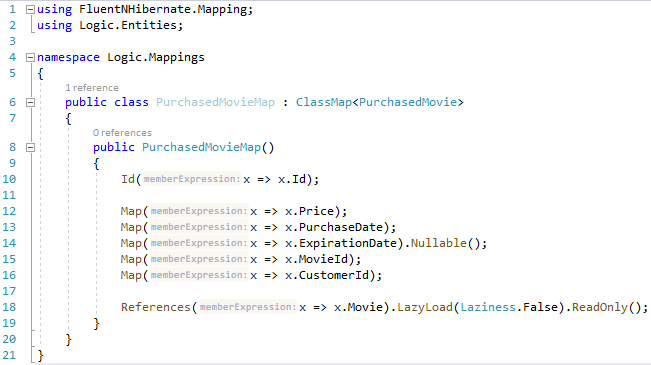 1 using FluentNHibernate.Mapping;
2 using Logic.Entities;
3
4 namespace Logic.Mappings
5 {
1 reference
6 public class PurchasedMovieMap : ClassMap<PurchasedMovie>
7 {
0 references
8 public PurchasedMovieMap()
9 {
10 Id(memberExpression: x => x.Id);
11
12 Map(memberExpression: x => x.Price);
13 Map(memberExpression: x => x.PurchaseDate);
14 Map(memberExpression: x => x.ExpirationDate).Nullable();
15 Map(memberExpression: x => x.MovieId);
16 Map(memberExpression: x => x.CustomerId);
17
18 References(memberExpression: x => x.Movie).LazyLoad(Laziness.False).ReadOnly();
19 }
20 }
21 }